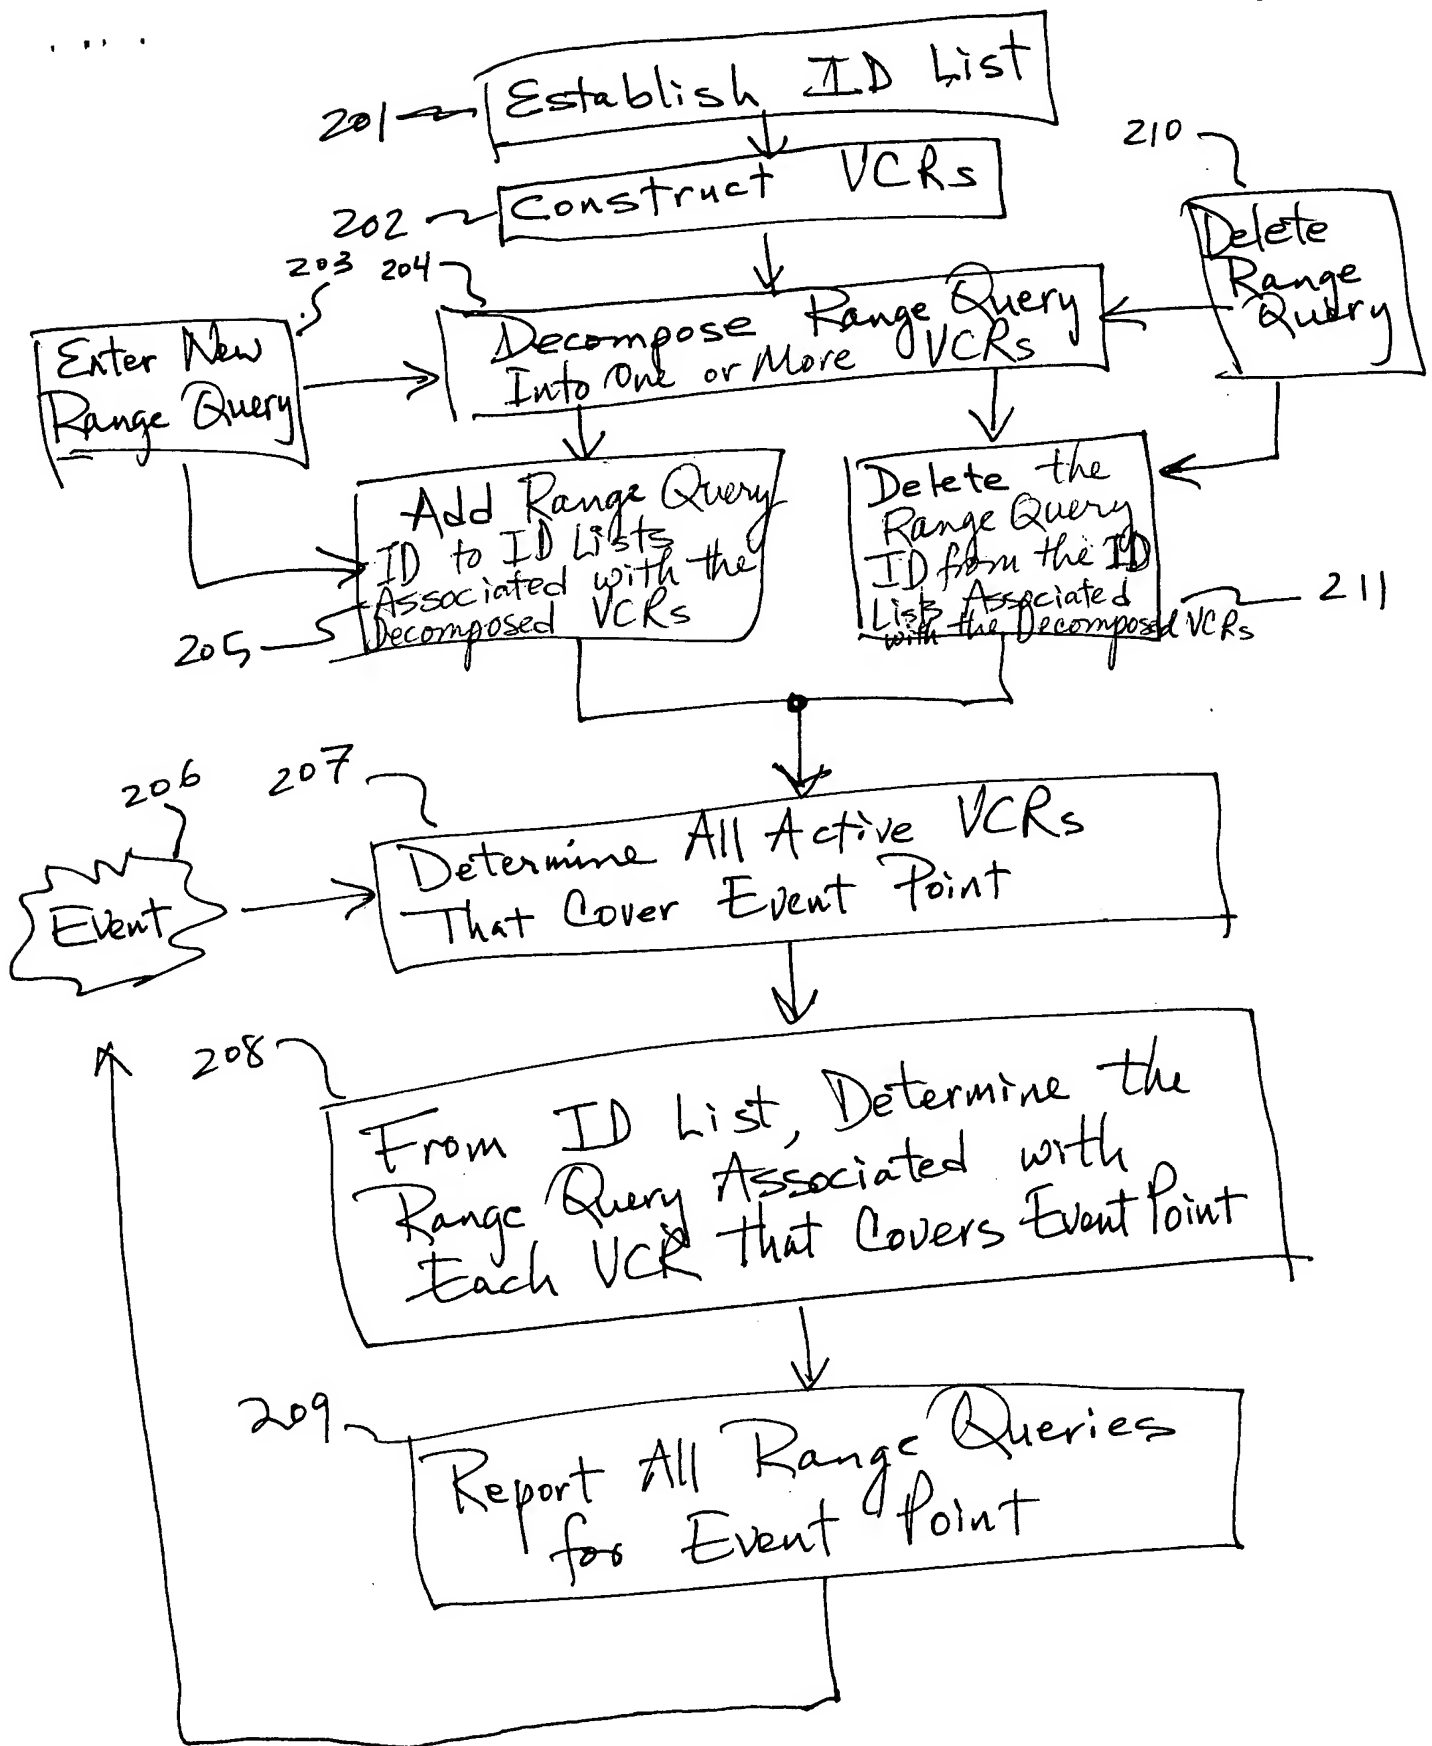 Establish ID List
201
210
Construct VCRs
202
Delete
Range
Query
203
204
Decompose Range Query
Into One or More VCRs
Enter New
Range Query
Add Range Query
ID to ID Lists
Associated with the
Decomposed VCRs
205
Delete the
Range Query
ID from the ID
Lists Associated
with the Decomposed VCRs
211
206
207
Event
Determine All Active VCRs
That Cover Event Point
208
From ID List, Determine the
Range Query Associated with
Each VCR that Covers Event Point
209
Report All Range Queries
for Event Point